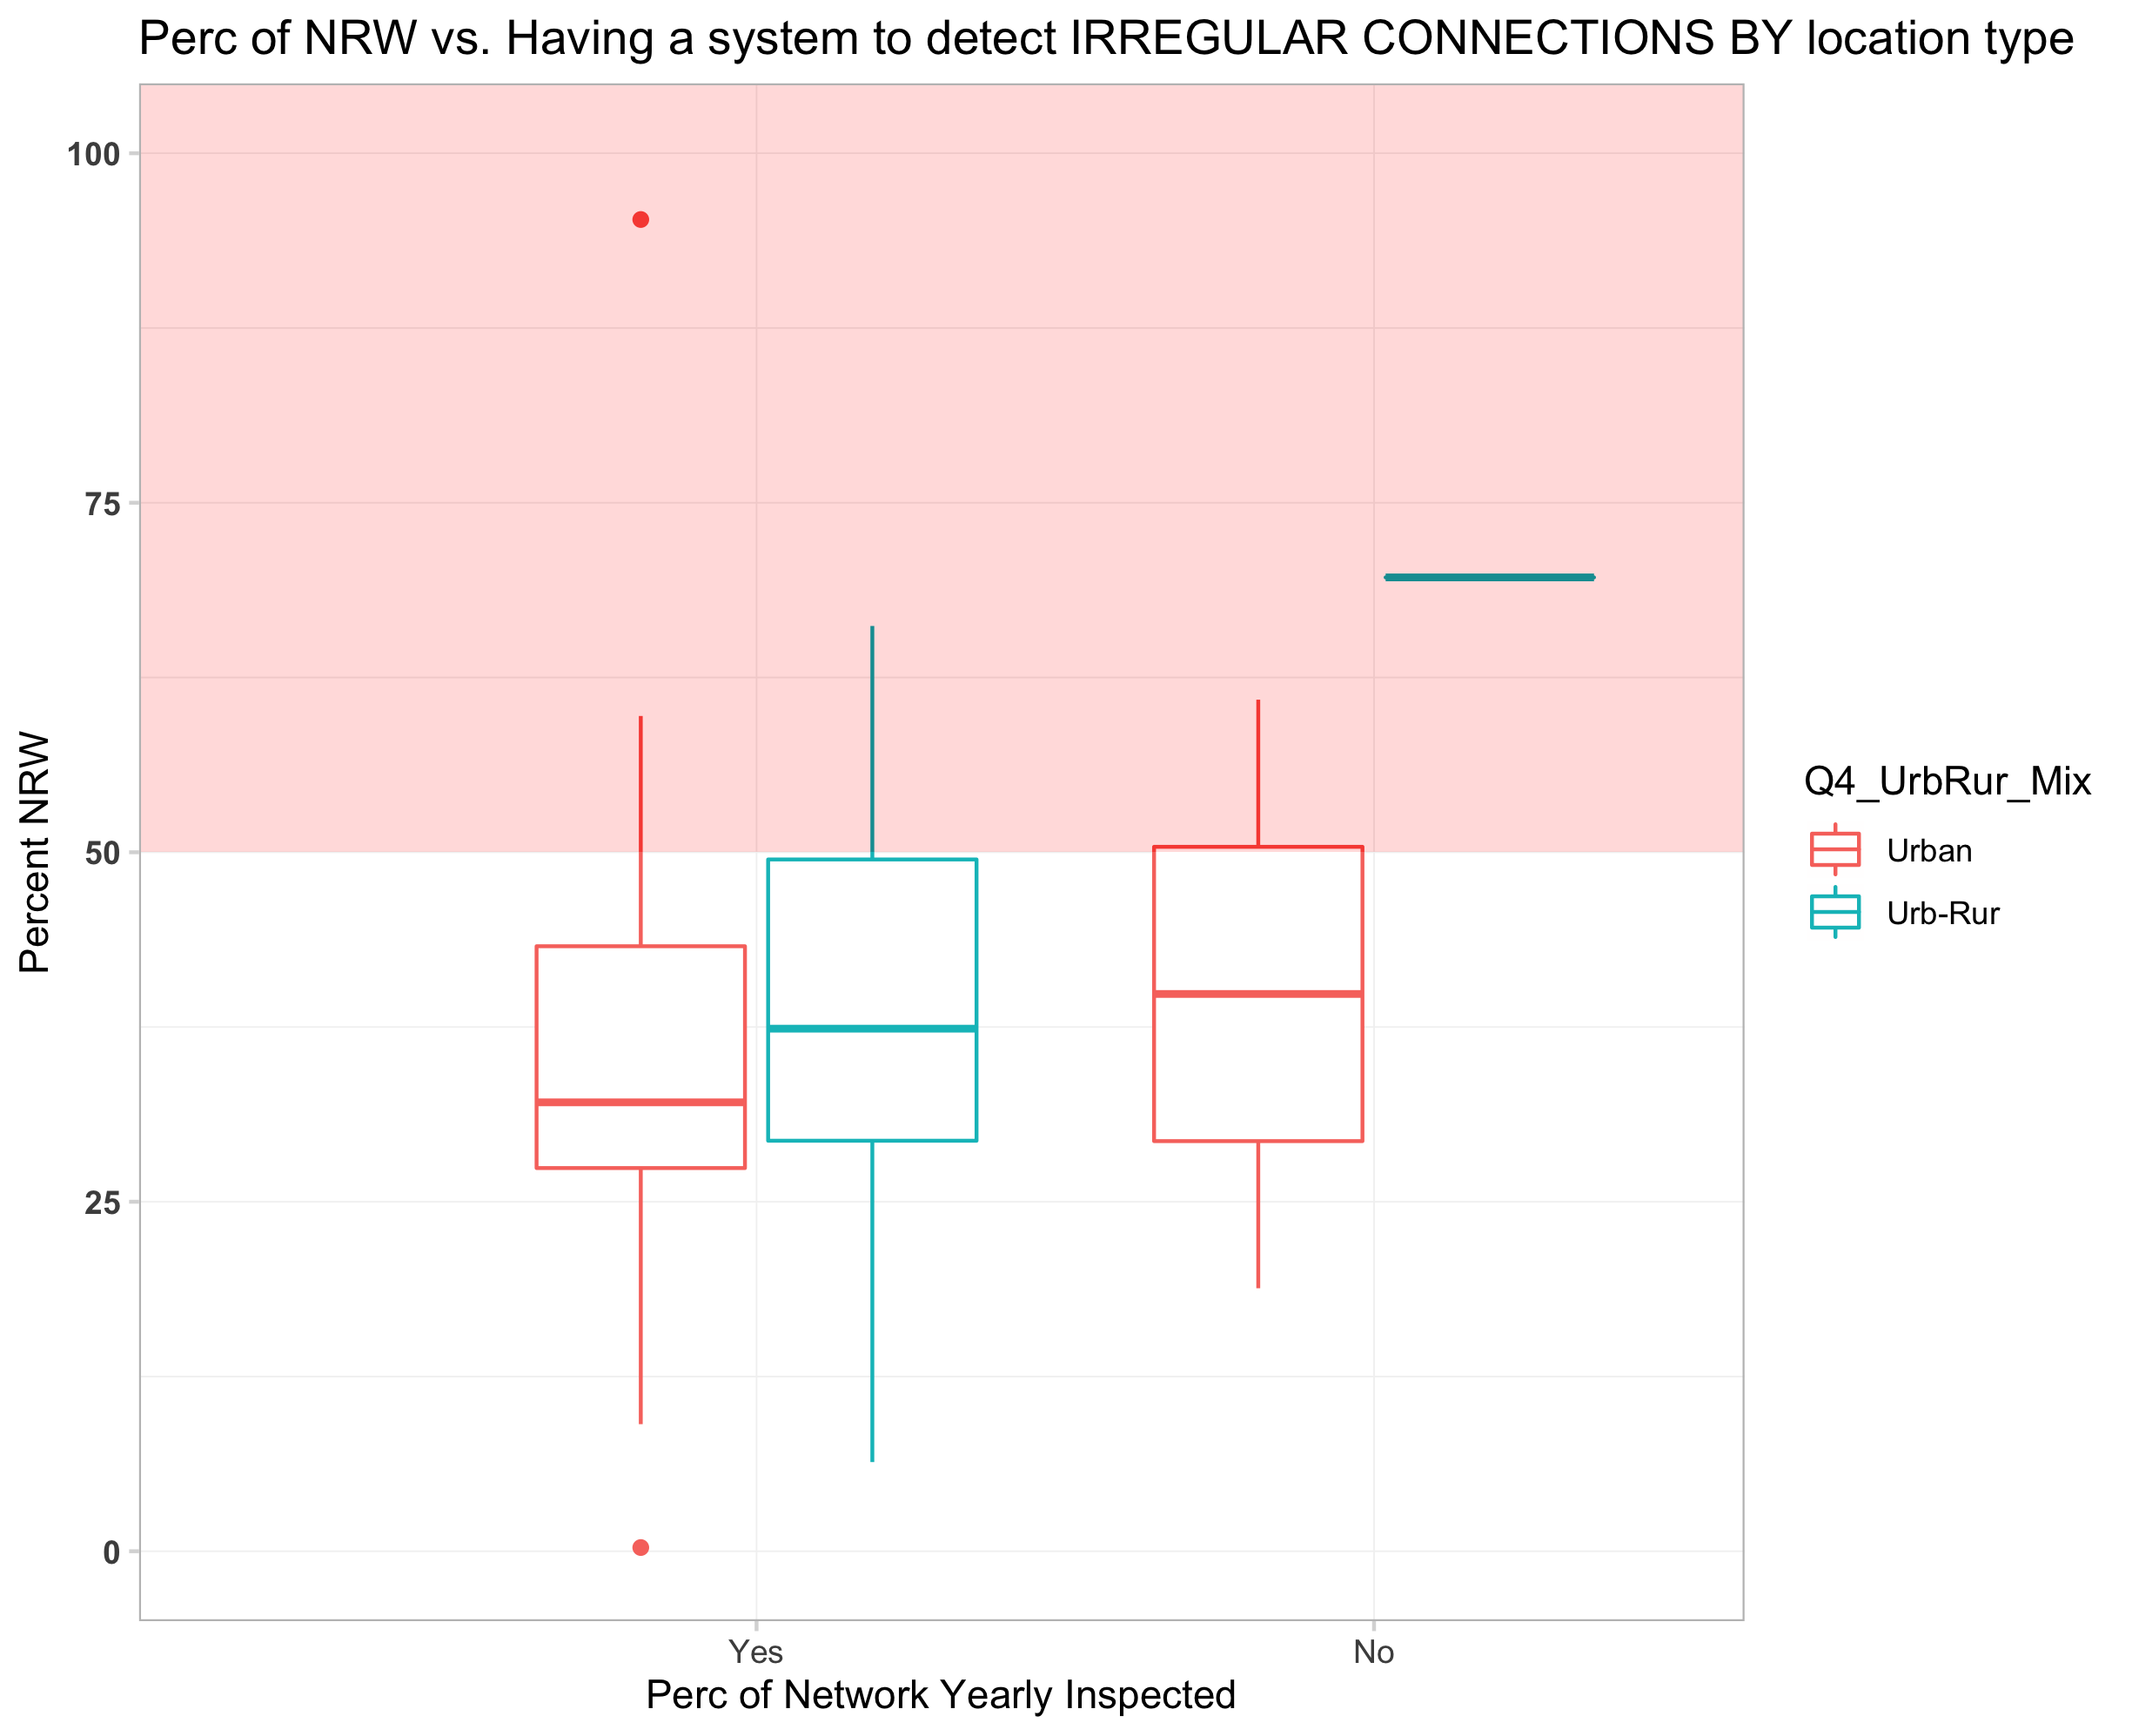 Perc of NRW vs. Having a system to detect IRREGULAR CONNECTIONS BY location type
Percent NRW
100
75
50
25
0
Yes
No
Perc of Network Yearly Inspected
Q4_UrbRur_Mix
Urban
Urb-Rur